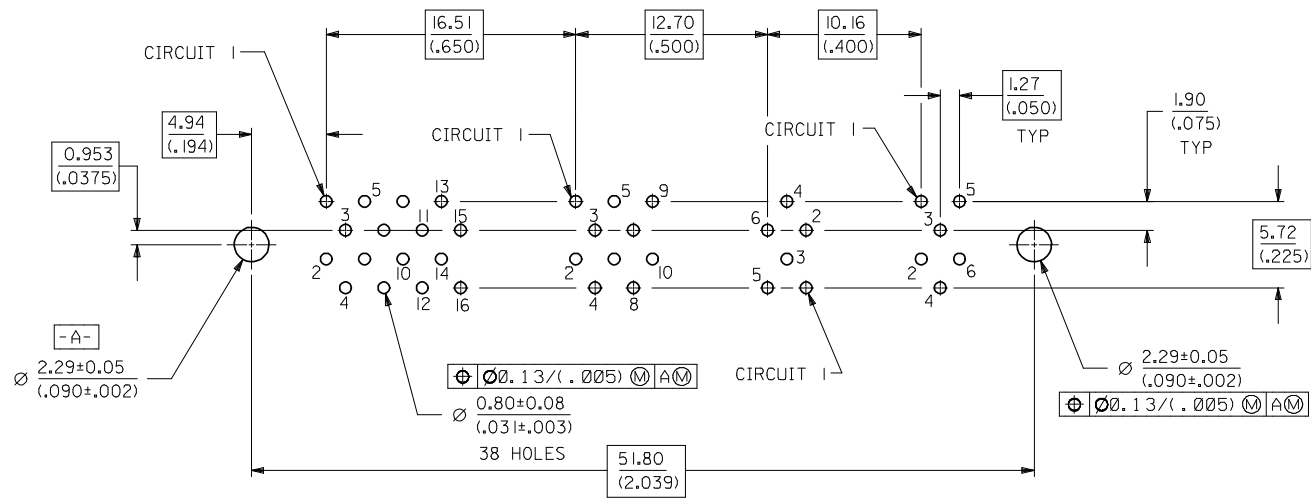 16.51
(.650)
12.70
(.500)
10.16
(.400)
CIRCUIT 1
1.27
(.050)
TYP
1.90
(.075)
TYP
4.94
(.194)
CIRCUIT 1
CIRCUIT 1
0.953
(.0375)
5 13
5 9
4
5
3 11 15
3
6 2
3
5.72
(.225)
2 10 14
2 10
3
2 6
4 12 16
4 8
5
4
-A-
Ø 2.29±0.05
(.090±.002)
⌖ Ø0.13/(.005) Ⓜ A Ⓜ
CIRCUIT 1
Ø 2.29±0.05
(.090±.002)
Ø 0.80±0.08
(.031±.003)
38 HOLES
⌖ Ø0.13/(.005) Ⓜ A Ⓜ
51.80
(2.039)